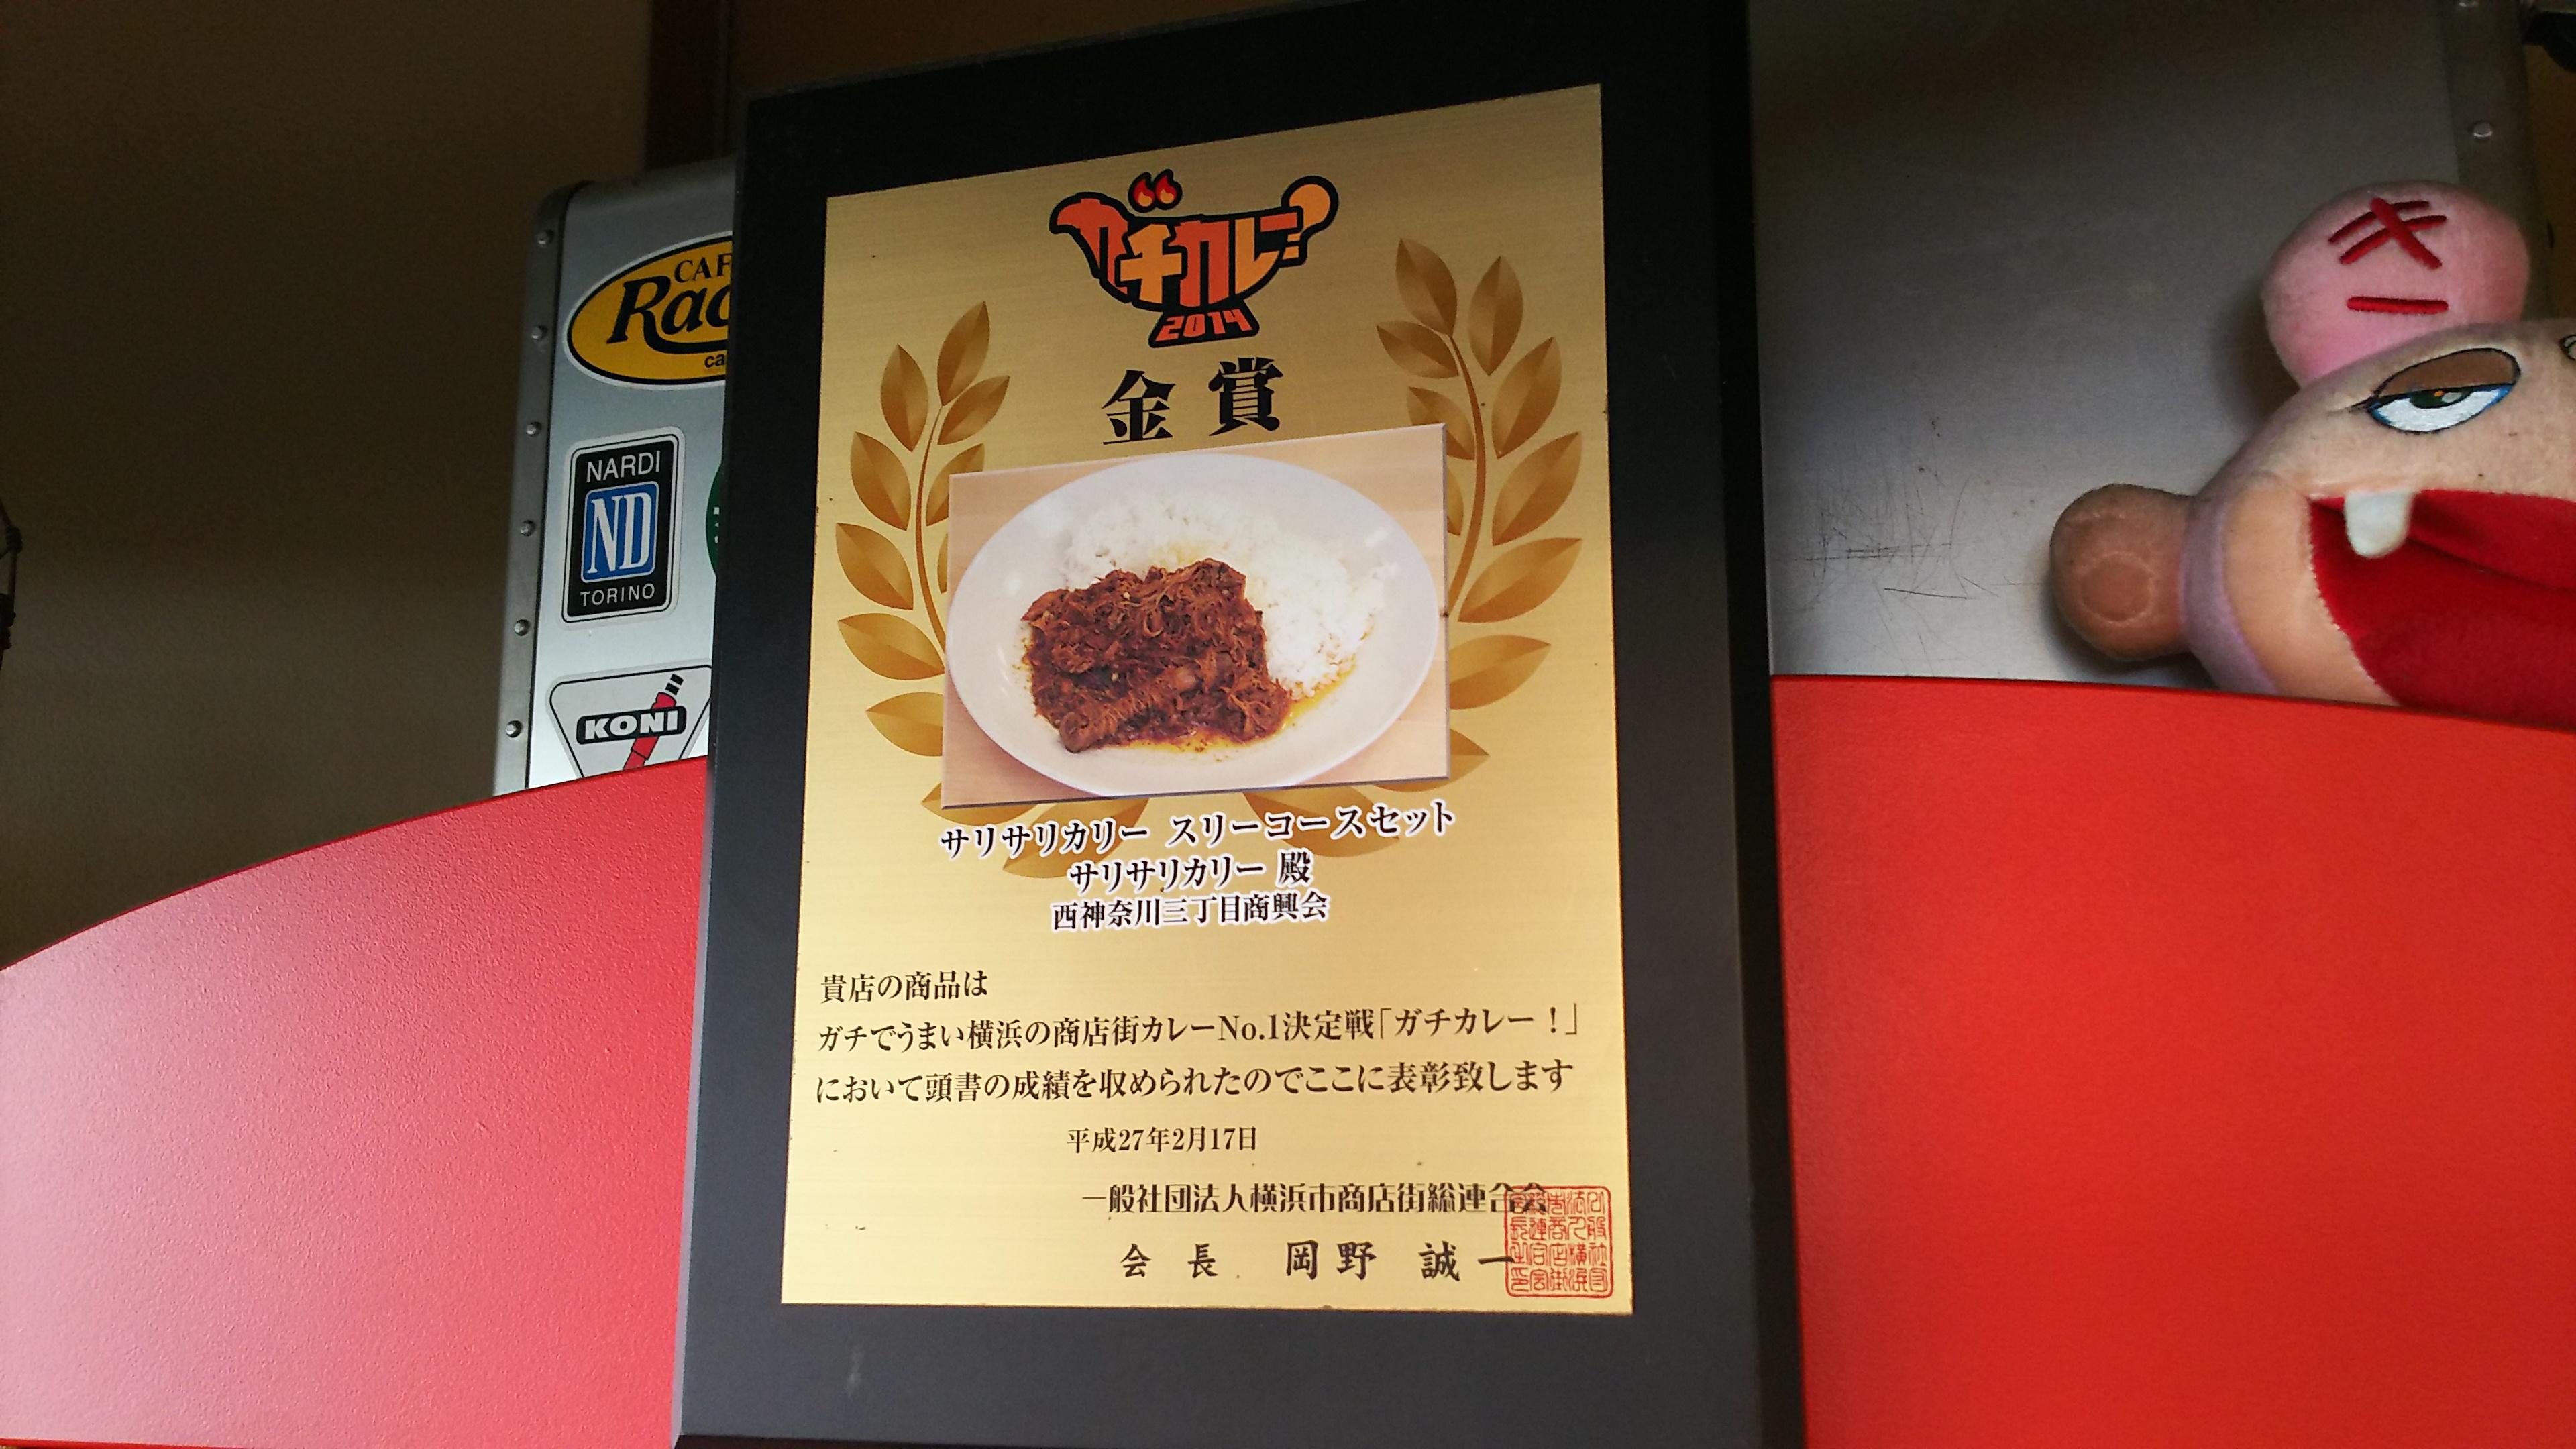 ガチカレー
2014
金賞
サリサリカリー スリーコースセット
サリサリカリー 殿
西神奈川三丁目商興会
貴店の商品は
ガチでうまい横浜の商店街カレーNo.1決定戦「ガチカレー！」
において頭書の成績を収められたのでここに表彰致します
平成27年2月17日
一般社団法人横浜市商店街総連合会
会長 岡野 誠一
NARDI
ND
TORINO
KONI